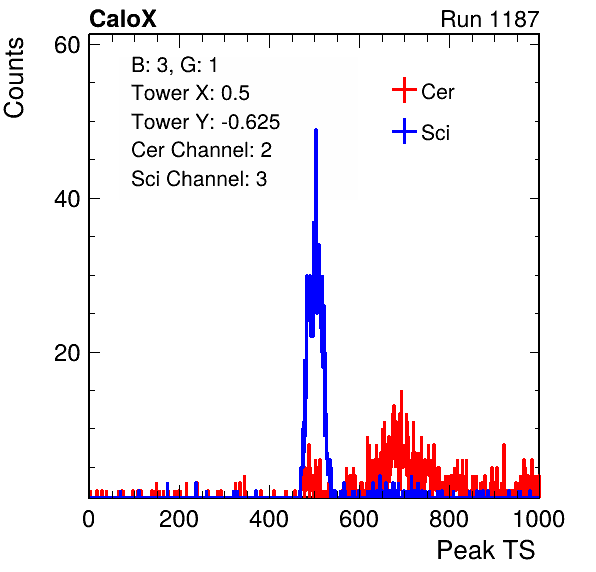 CaloX Run 1187
Counts
60
40
20
B: 3, G: 1
Tower X: 0.5
Tower Y: -0.625
Cer Channel: 2
Sci Channel: 3
Cer
Sci
0 200 400 600 800 1000
Peak TS